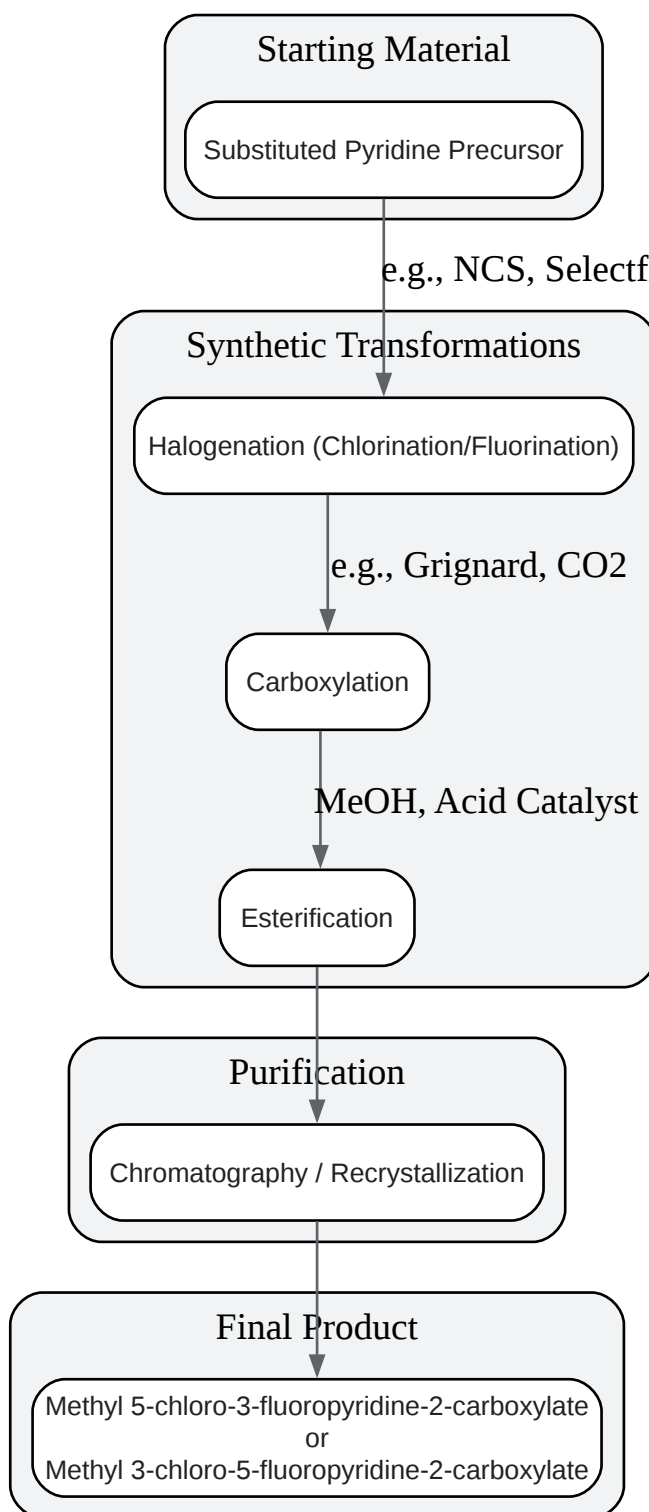 Starting Material
Substituted Pyridine Precursor
e.g., NCS, Selectf
Synthetic Transformations
Halogenation (Chlorination/Fluorination)
e.g., Grignard, CO2
Carboxylation
MeOH, Acid Catalyst
Esterification
Purification
Chromatography / Recrystallization
Final Product
Methyl 5-chloro-3-fluoropyridine-2-carboxylate
or
Methyl 3-chloro-5-fluoropyridine-2-carboxylate